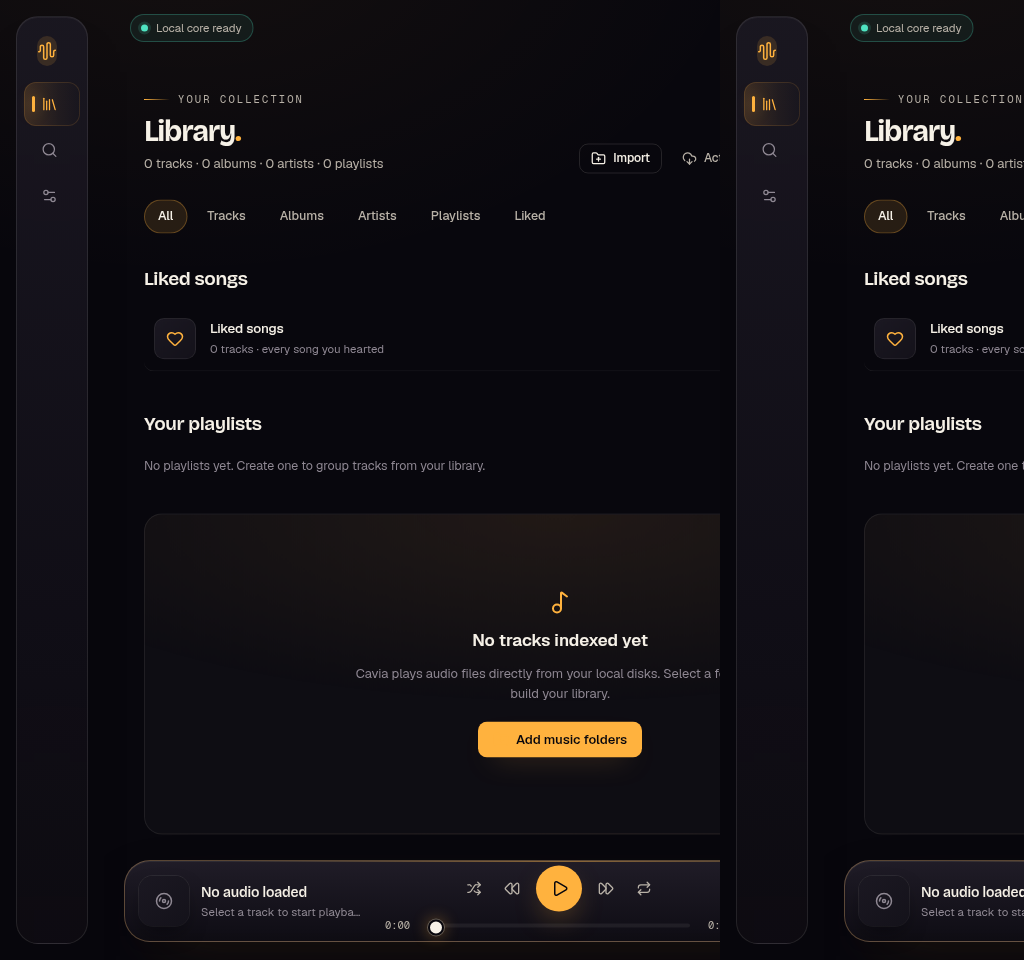 Local core ready
YOUR COLLECTION
Library.
0 tracks · 0 albums · 0 artists · 0 playlists
Import
Act
All
Tracks
Albums
Artists
Playlists
Liked
Liked songs
Liked songs
0 tracks · every song you hearted
Your playlists
No playlists yet. Create one to group tracks from your library.
No tracks indexed yet
Cavia plays audio files directly from your local disks. Select a f
build your library.
Add music folders
No audio loaded
Select a track to start playba...
0:00
0:
Local core ready
YOUR COLLECTION
Library.
0 tracks · 0 albums · 0 artis
All
Tracks
Albu
Liked songs
Liked songs
0 tracks · every so
Your playlists
No playlists yet. Create one t
No audio loaded
Select a track to sta